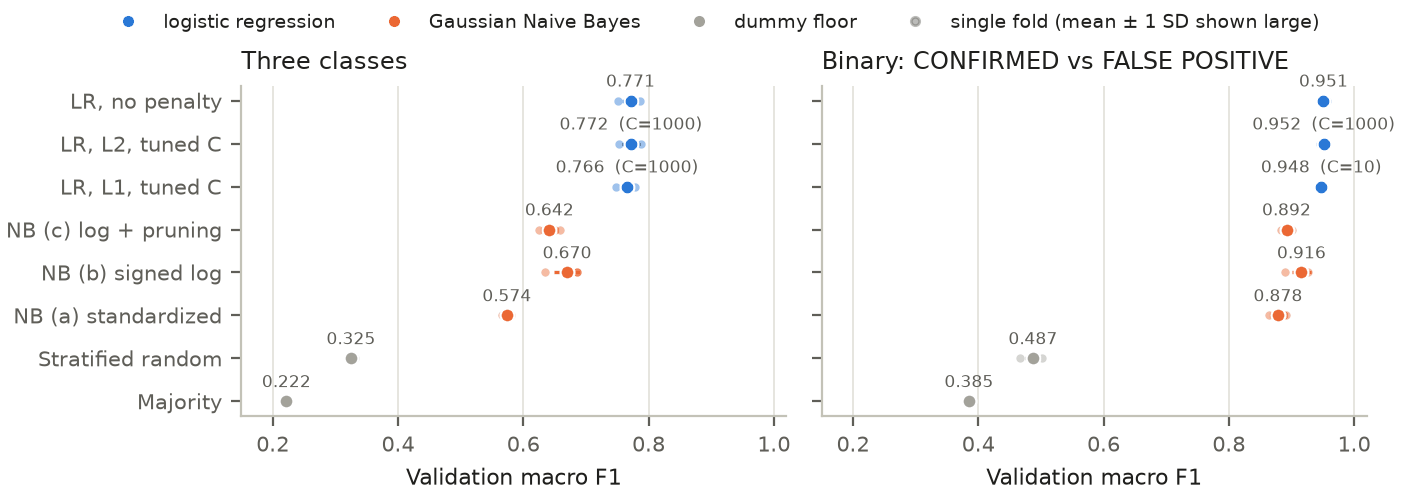 logistic regression
Gaussian Naive Bayes
dummy floor
single fold (mean ± 1 SD shown large)
Three classes
LR, no penalty
LR, L2, tuned C
LR, L1, tuned C
NB (c) log + pruning
NB (b) signed log
NB (a) standardized
Stratified random
Majority
0.771
0.772 (C=1000)
0.766 (C=1000)
0.642
0.670
0.574
0.325
0.222
0.2 0.4 0.6 0.8 1.0
Validation macro F1
Binary: CONFIRMED vs FALSE POSITIVE
0.951
0.952 (C=1000)
0.948 (C=10)
0.892
0.916
0.878
0.487
0.385
0.2 0.4 0.6 0.8 1.0
Validation macro F1